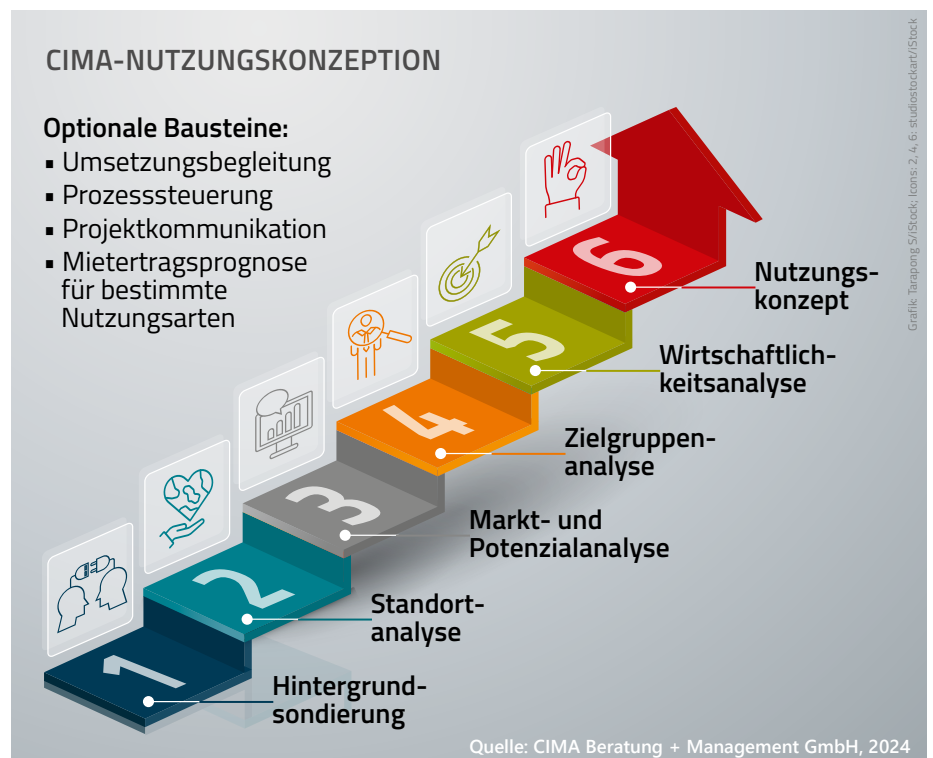 CIMA-NUTZUNGSKONZEPTION
Optionale Bausteine:
▪ Umsetzungsbegleitung
▪ Prozesssteuerung
▪ Projektkommunikation
▪ Mietertragsprognose
für bestimmte
Nutzungsarten
6
Nutzungs-
konzept
5
Wirtschaftlich-
keitsanalyse
4
Zielgruppen-
analyse
3
Markt- und
Potenzialanalyse
2
Standort-
analyse
1
Hintergrund-
sondierung
Quelle: CIMA Beratung + Management GmbH, 2024
Grafik: Tarapong S/iStock; Icons: 2, 4, 6: studiostockart/iStock